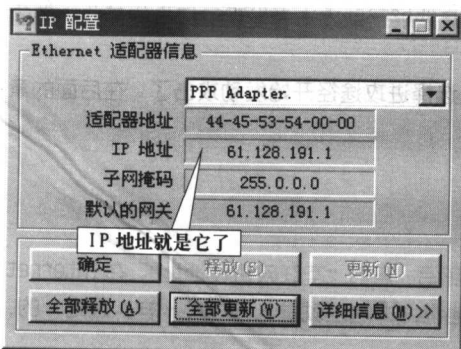 IP 配置
Ethernet 适配器信息
PPP Adapter.
适配器地址 44-45-53-54-00-00
IP 地址 61.128.191.1
子网掩码 255.0.0.0
默认的网关 61.128.191.1
IP 地址就是它了
确定 释放(S) 更新(N)
全部释放(A) 全部更新(W) 详细信息(M)>>